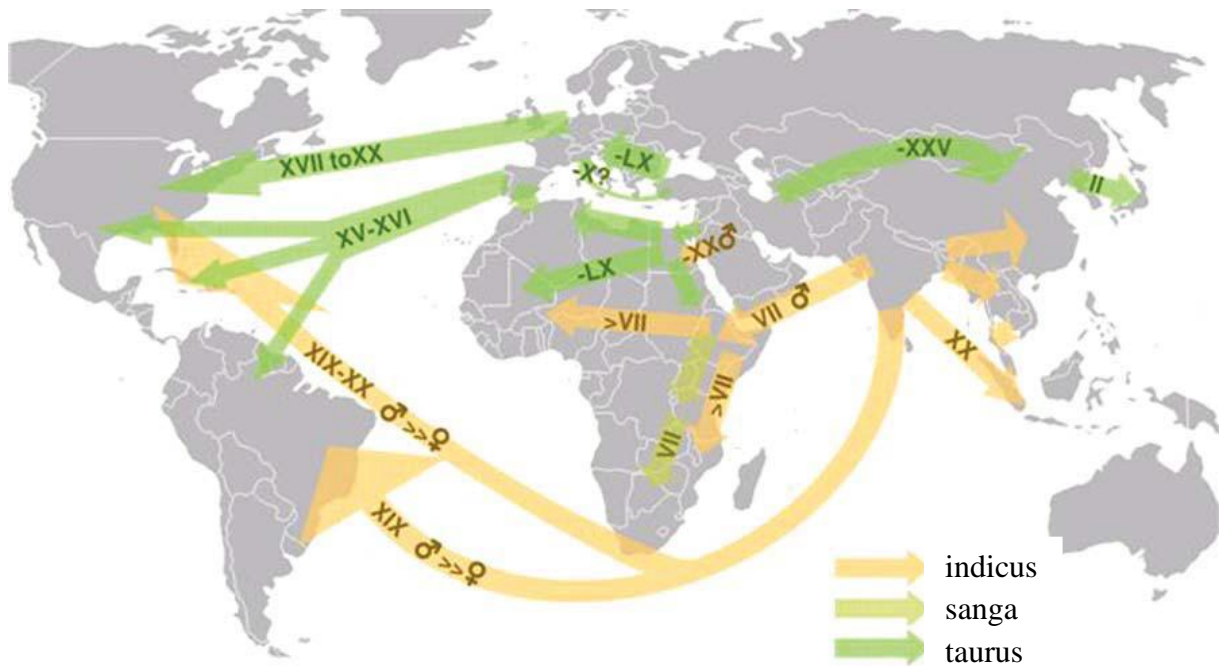 XVII toXX
-LX
-X?
-XXV
II
XV-XVI
-XX♂
-LX
VII ♂
>VII
XX
>VII
XIX-XX ♂>>♀
VII
XIX ♂>>♀
indicus
sanga
taurus